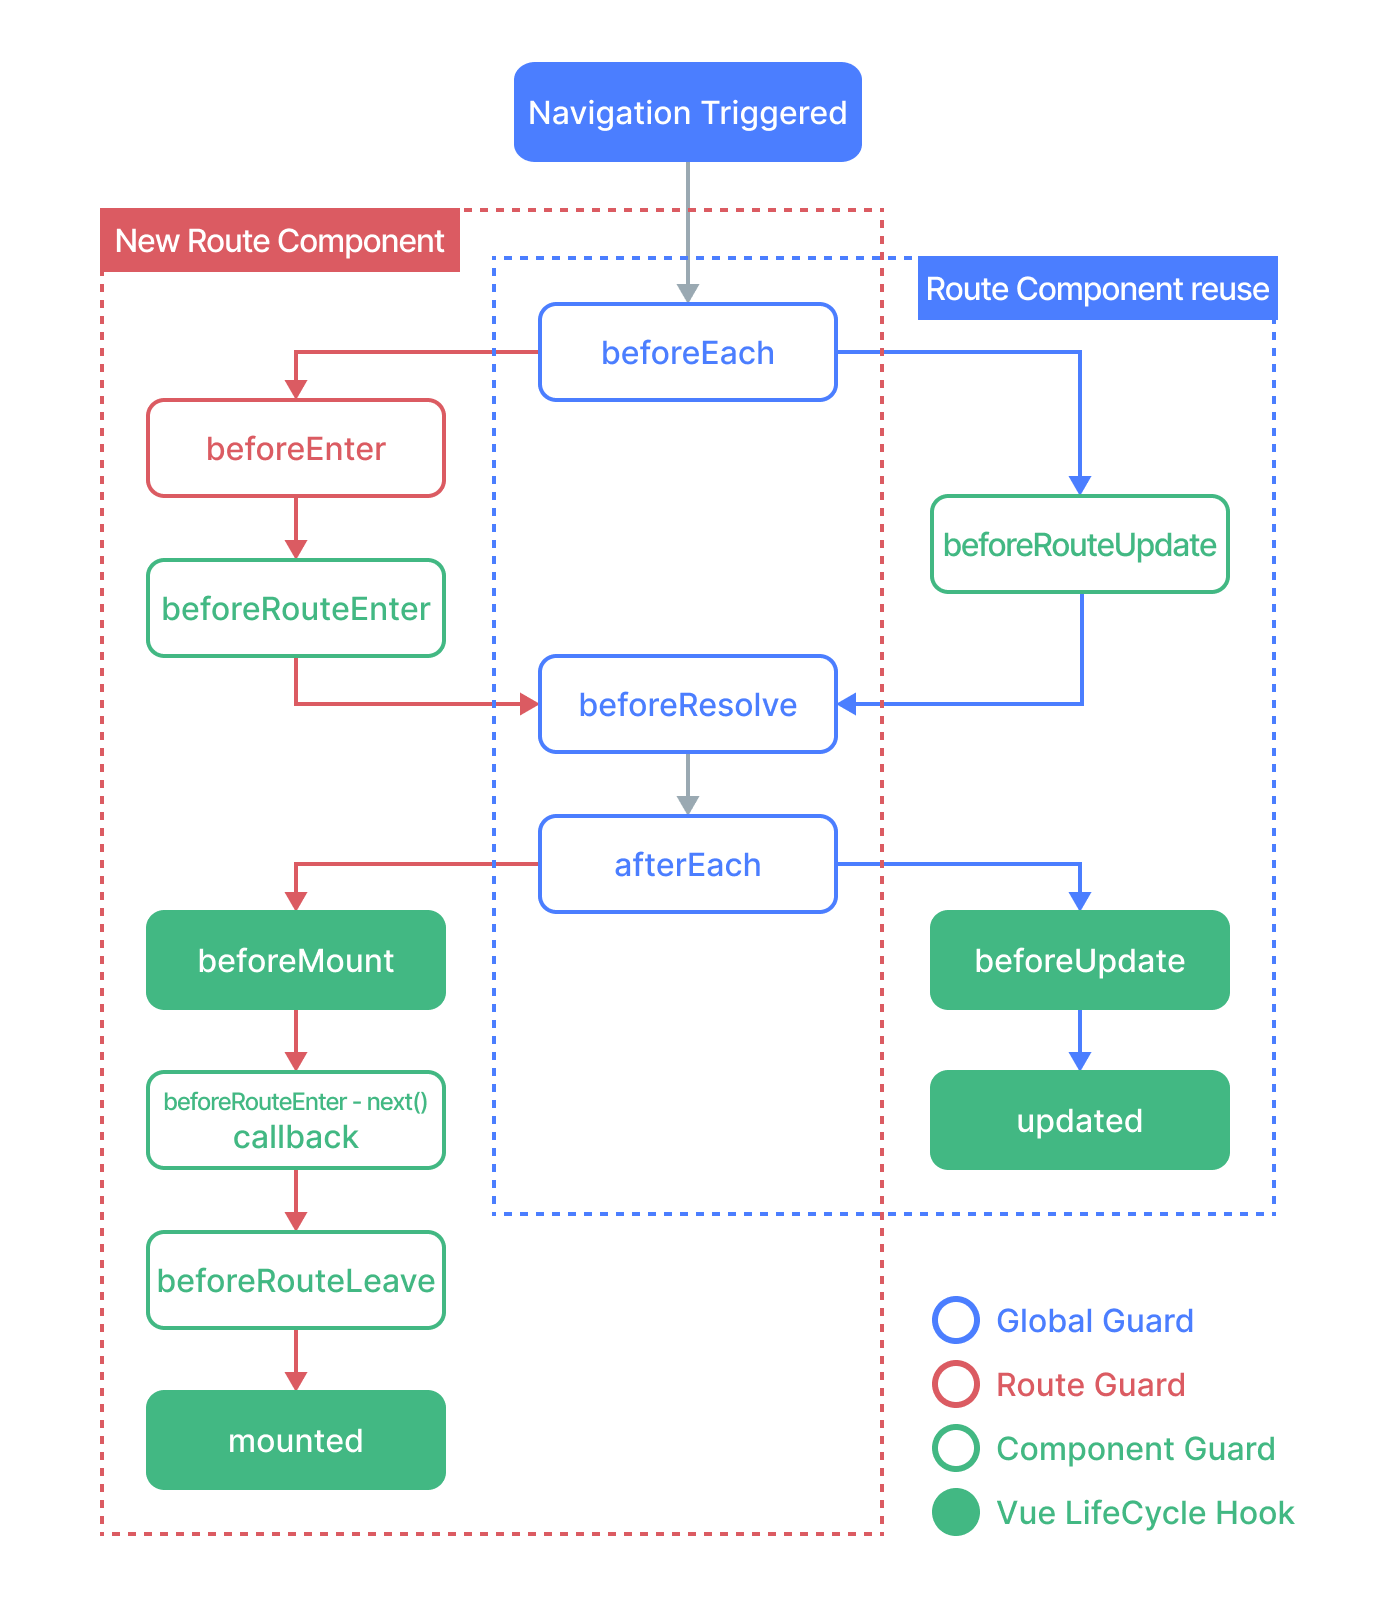 Navigation Triggered
New Route Component
Route Component reuse
beforeEach
beforeEnter
beforeRouteUpdate
beforeRouteEnter
beforeResolve
afterEach
beforeMount
beforeUpdate
beforeRouteEnter - next()
callback
updated
beforeRouteLeave
mounted
Global Guard
Route Guard
Component Guard
Vue LifeCycle Hook